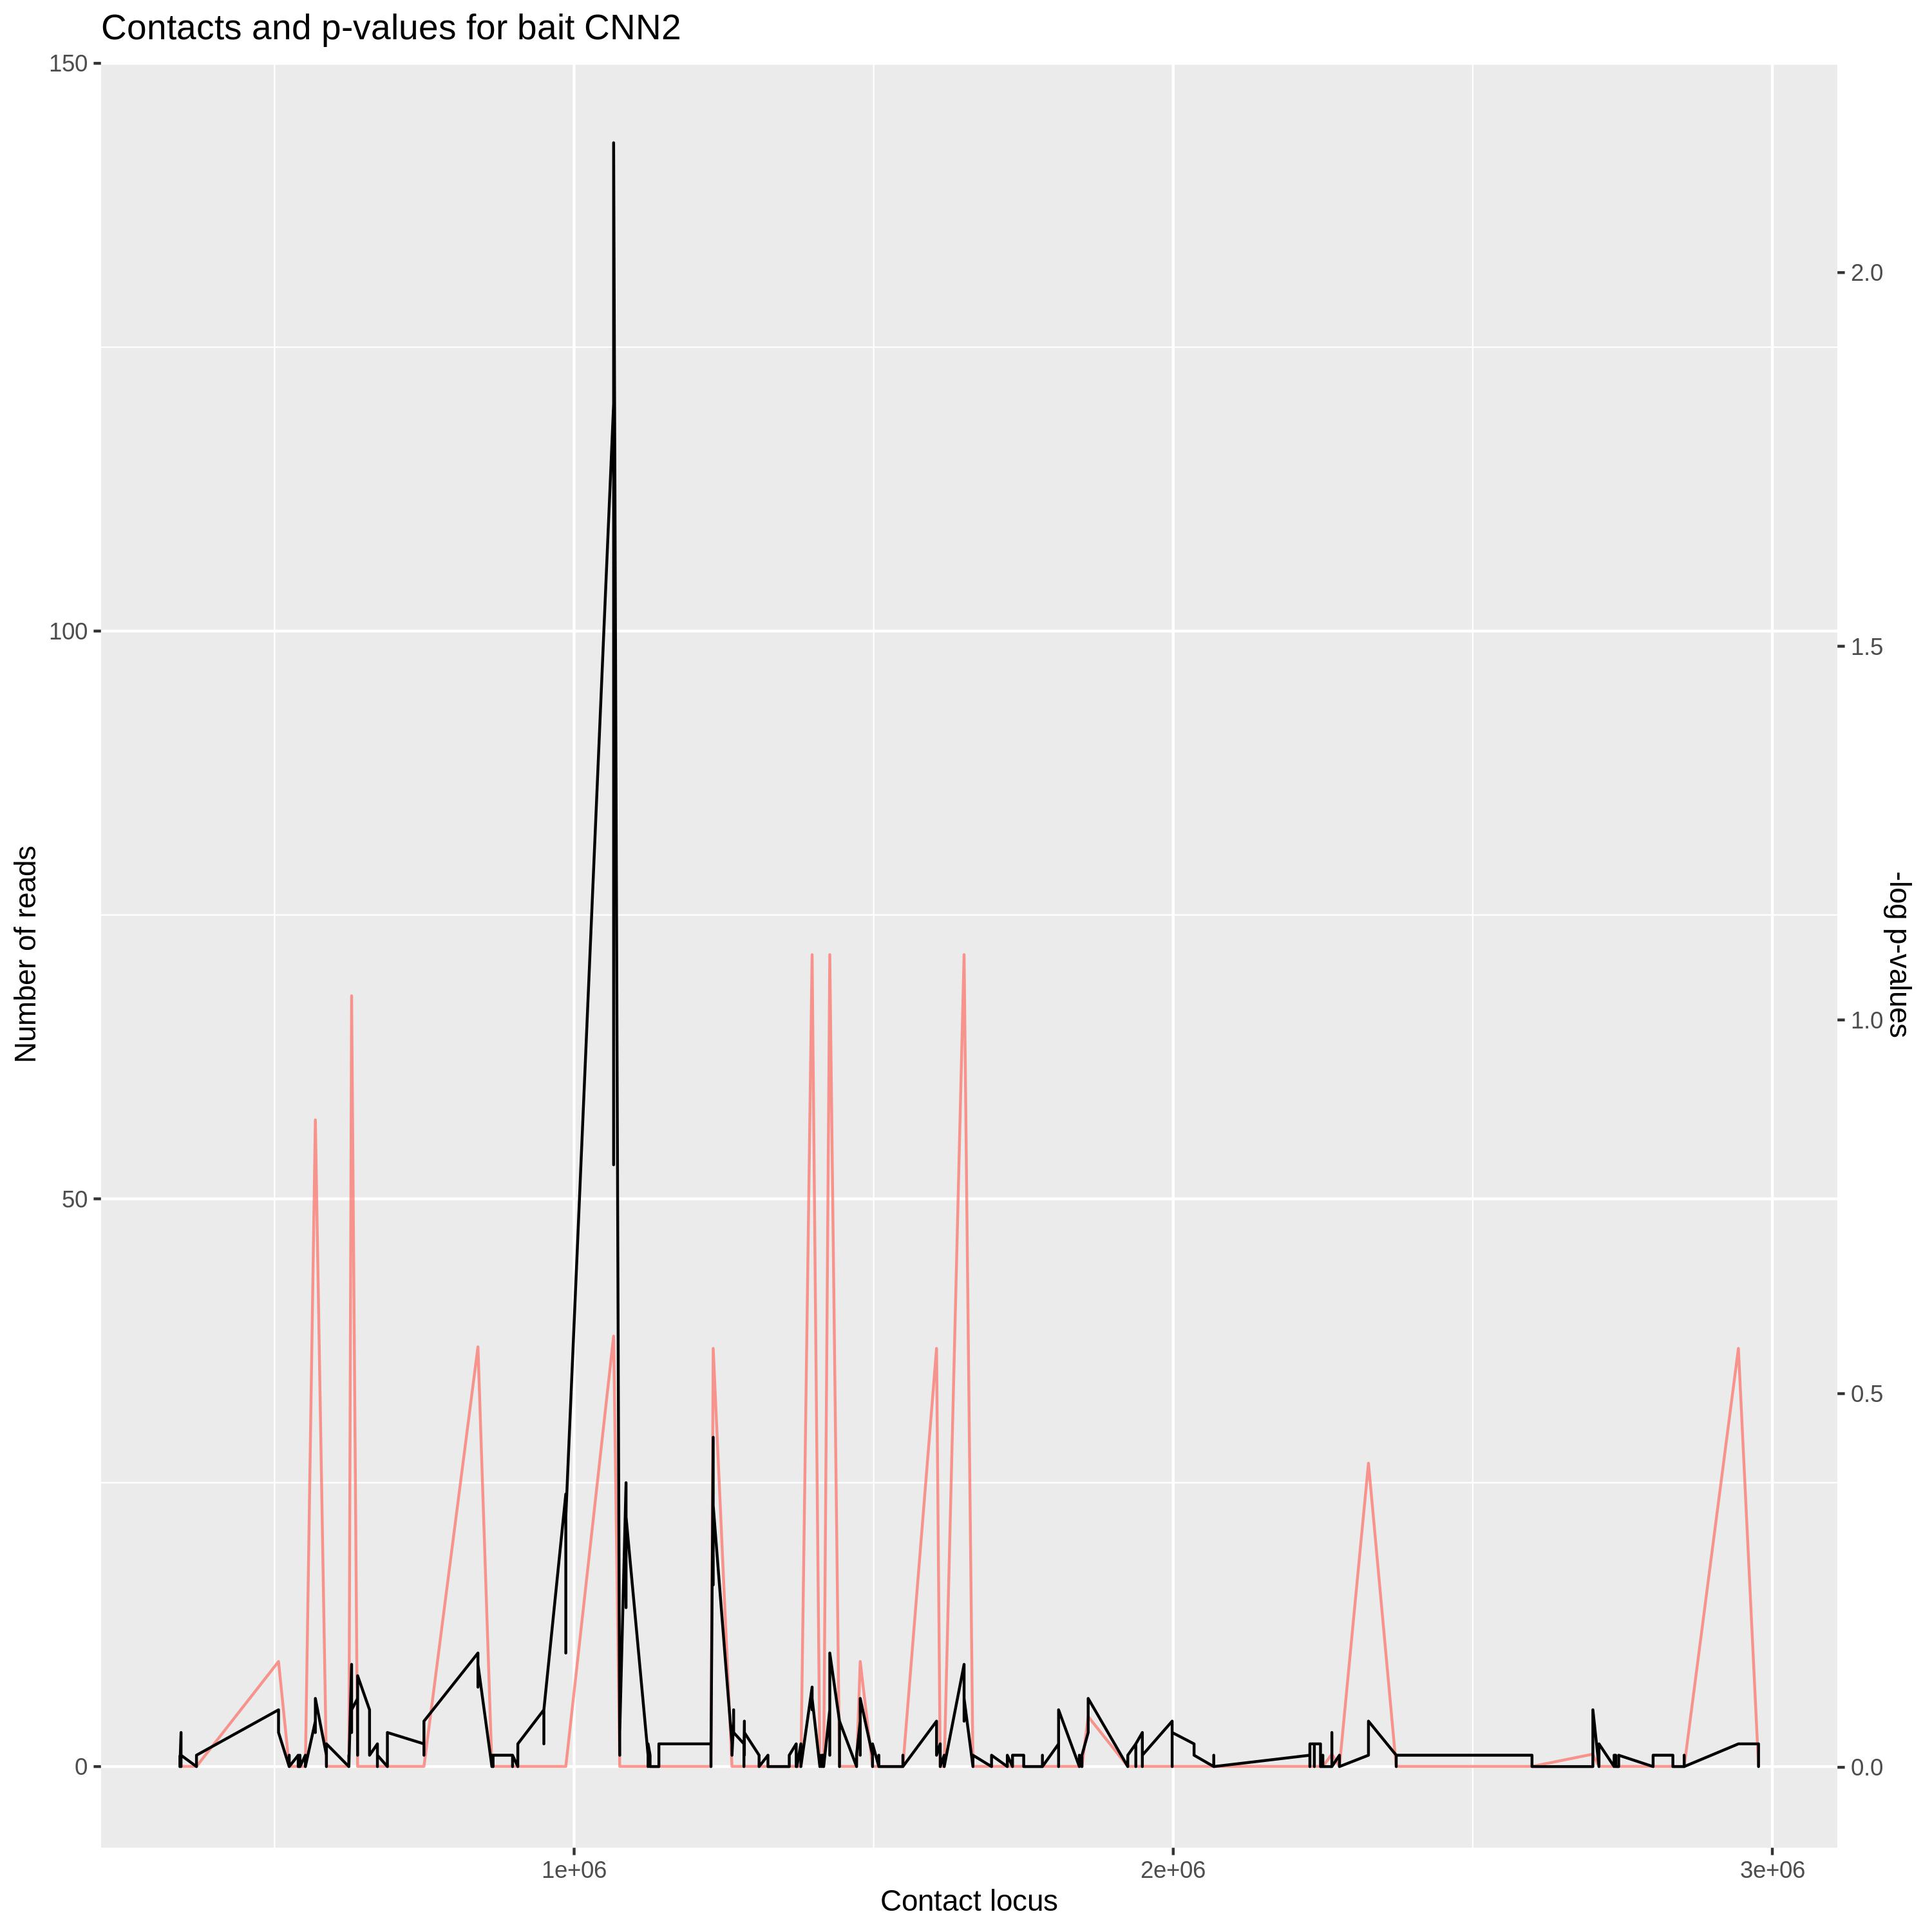 Contacts and p-values for bait CNN2
150
100
50
0
Number of reads
2.0
1.5
1.0
0.5
0.0
-log p-values
1e+06
2e+06
3e+06
Contact locus